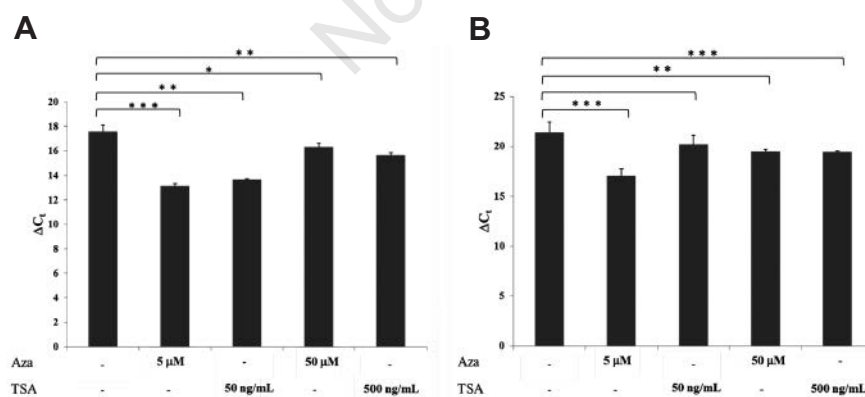 No
A
B
**
*
**
***
20
18
16
14
12
10
8
6
4
2
0
ΔCt
Aza - 5 μM - 50 μM -
TSA - - 50 ng/mL - 500 ng/mL
***
**
***
25
20
15
10
5
0
ΔCt
Aza - 5 μM - 50 μM -
TSA - - 50 ng/mL - 500 ng/mL